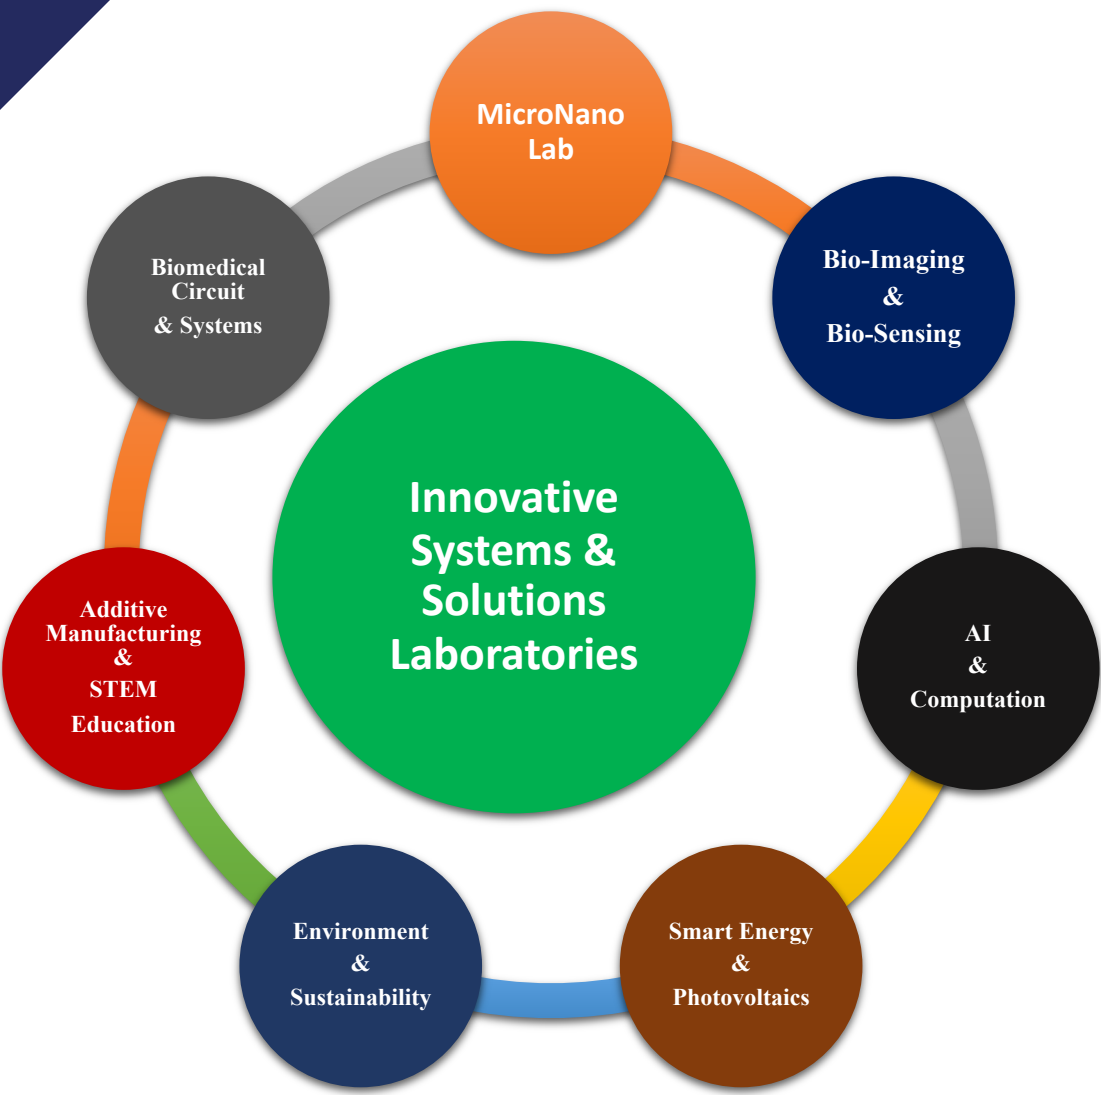 MicroNano
Lab
Bio-Imaging
&
Bio-Sensing
AI
&
Computation
Smart Energy
&
Photovoltaics
Environment
&
Sustainability
Additive
Manufacturing
&
STEM
Education
Biomedical
Circuit
& Systems
Innovative
Systems &
Solutions
Laboratories